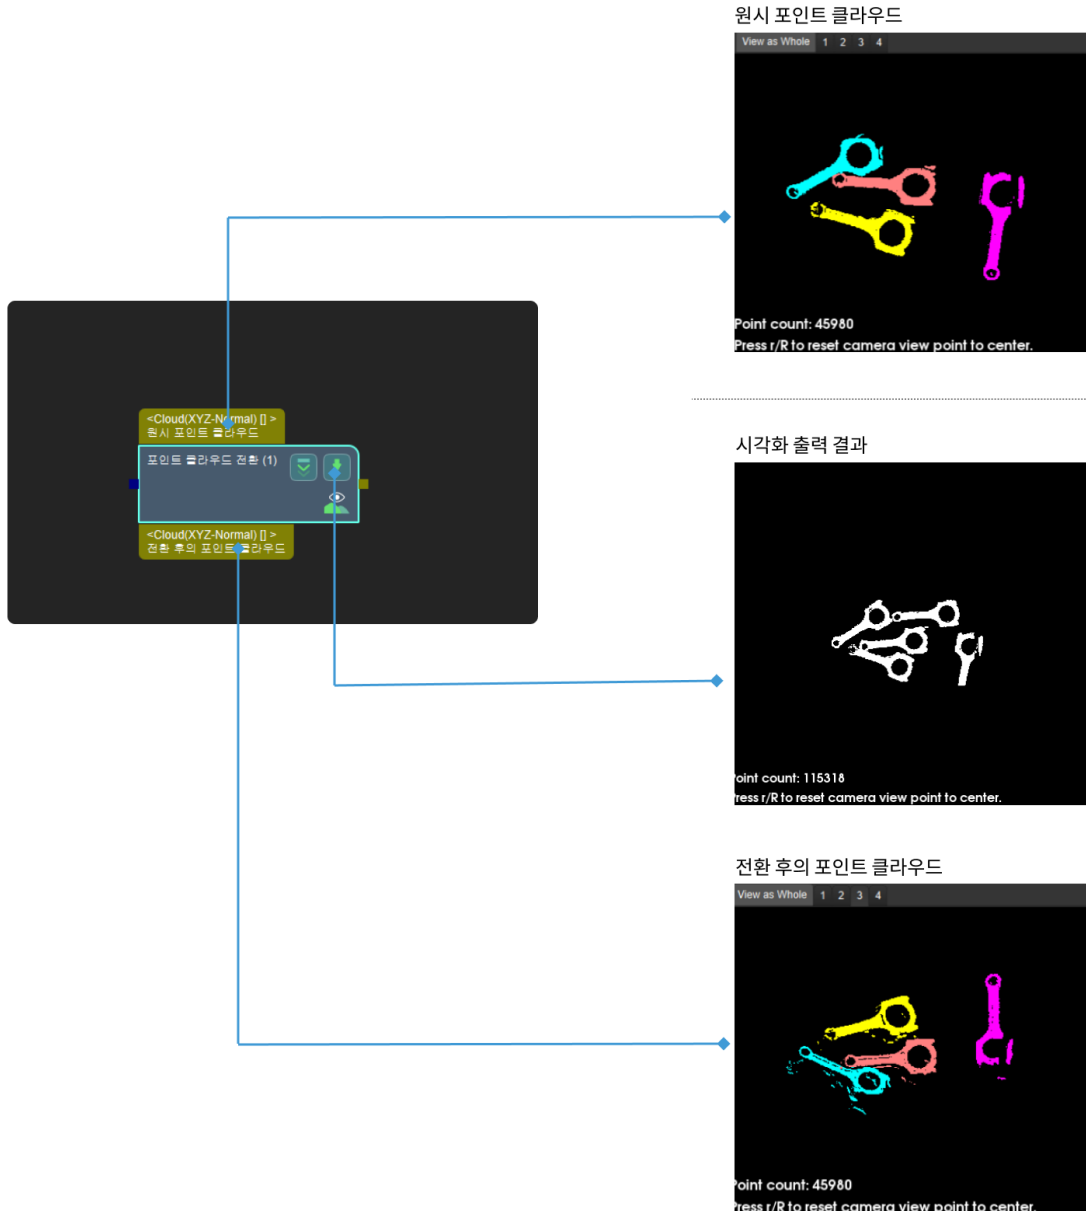 원시 포인트 클라우드
View as Whole 1 2 3 4
Point count: 45980
Press r/R to reset camera view point to center.
<Cloud(XYZ-Normal) [] >
원시 포인트 클라우드
포인트 클라우드 전환 (1)
<Cloud(XYZ-Normal) [] >
전환 후의 포인트 클라우드
시각화 출력 결과
Point count: 115318
Press r/R to reset camera view point to center.
전환 후의 포인트 클라우드
View as Whole 1 2 3 4
Point count: 45980
Press r/R to reset camera view point to center.